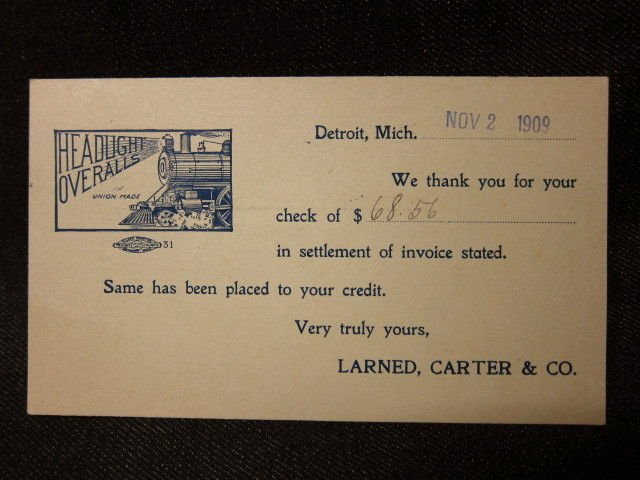 HEADLIGHT
OVERALLS
UNION MADE
31
Detroit, Mich. NOV 2 1909
We thank you for your
check of $ 68.56
in settlement of invoice stated.
Same has been placed to your credit.
Very truly yours,
LARNED, CARTER & CO.